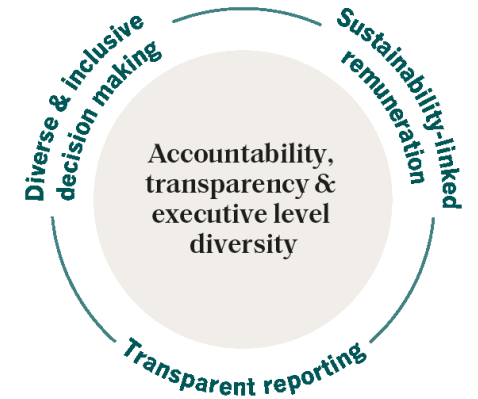 Diverse & inclusive
decision making
Sustainability-linked
remuneration
Accountability,
transparency &
executive level
diversity
Transparent reporting